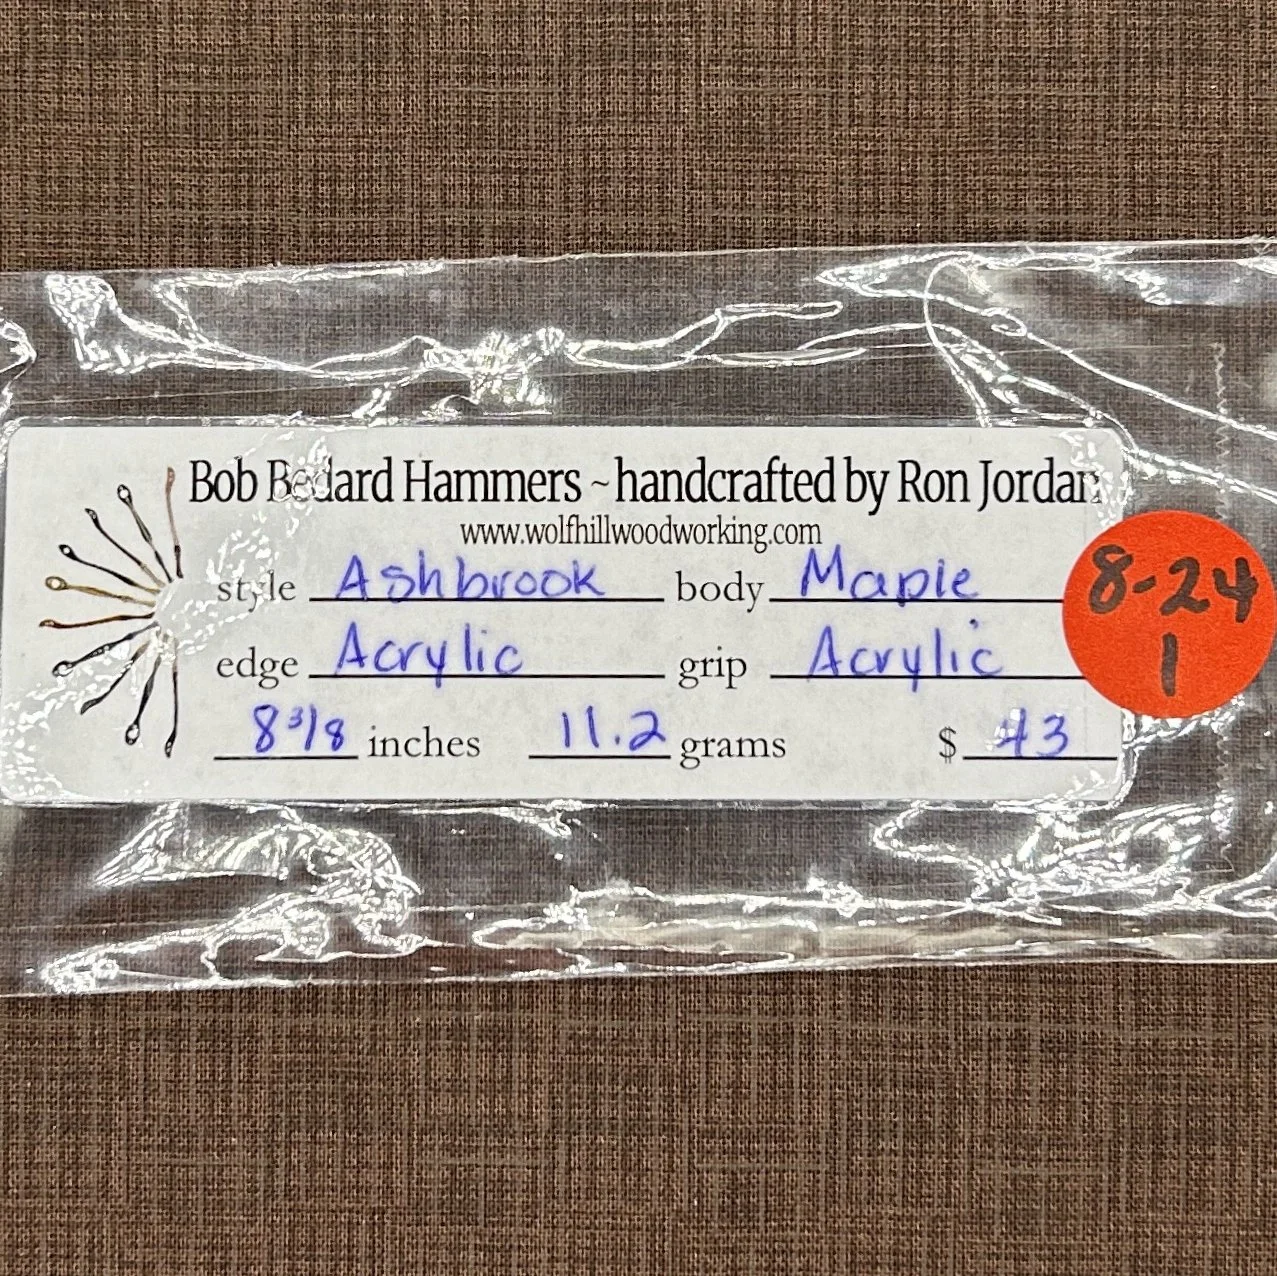 Bob Bedard Hammers ~ handcrafted by Ron Jordan
www.wolfhillwoodworking.com
style Ashbrook body Maple
edge Acrylic grip Acrylic
8 3/8 inches 11.2 grams $ 43
8-24
1